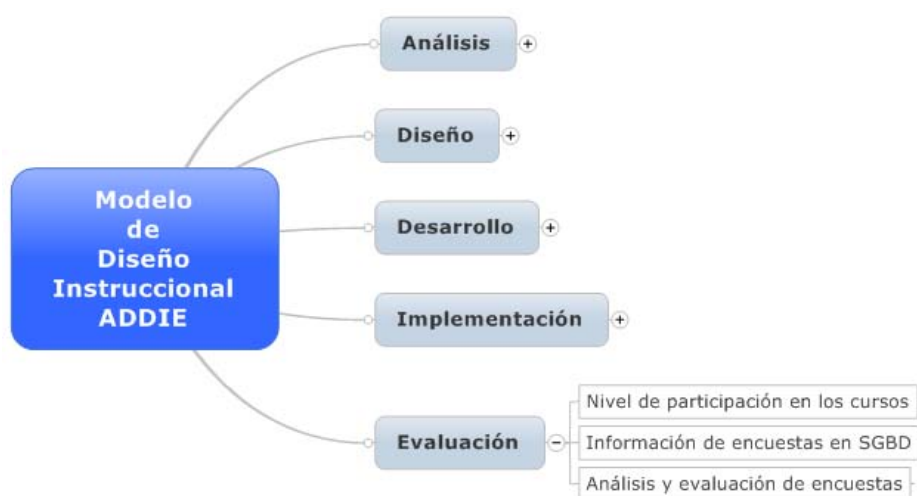 Modelo
de
Diseño
Instruccional
ADDIE
Análisis
Diseño
Desarrollo
Implementación
Evaluación
Nivel de participación en los cursos
Información de encuestas en SGBD
Análisis y evaluación de encuestas